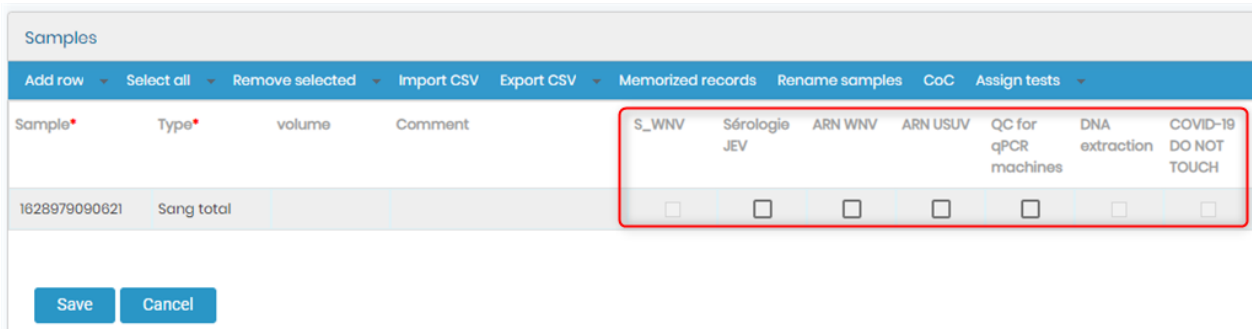 Samples
Add row Select all Remove selected Import CSV Export CSV Memorized records Rename samples CoC Assign tests
Sample* Type* volume Comment S_WNV Sérologie ARN WNV ARN USUV QC for DNA COVID-19
JEV qPCR extraction DO NOT
machines TOUCH
1628979090621 Sang total
Save Cancel